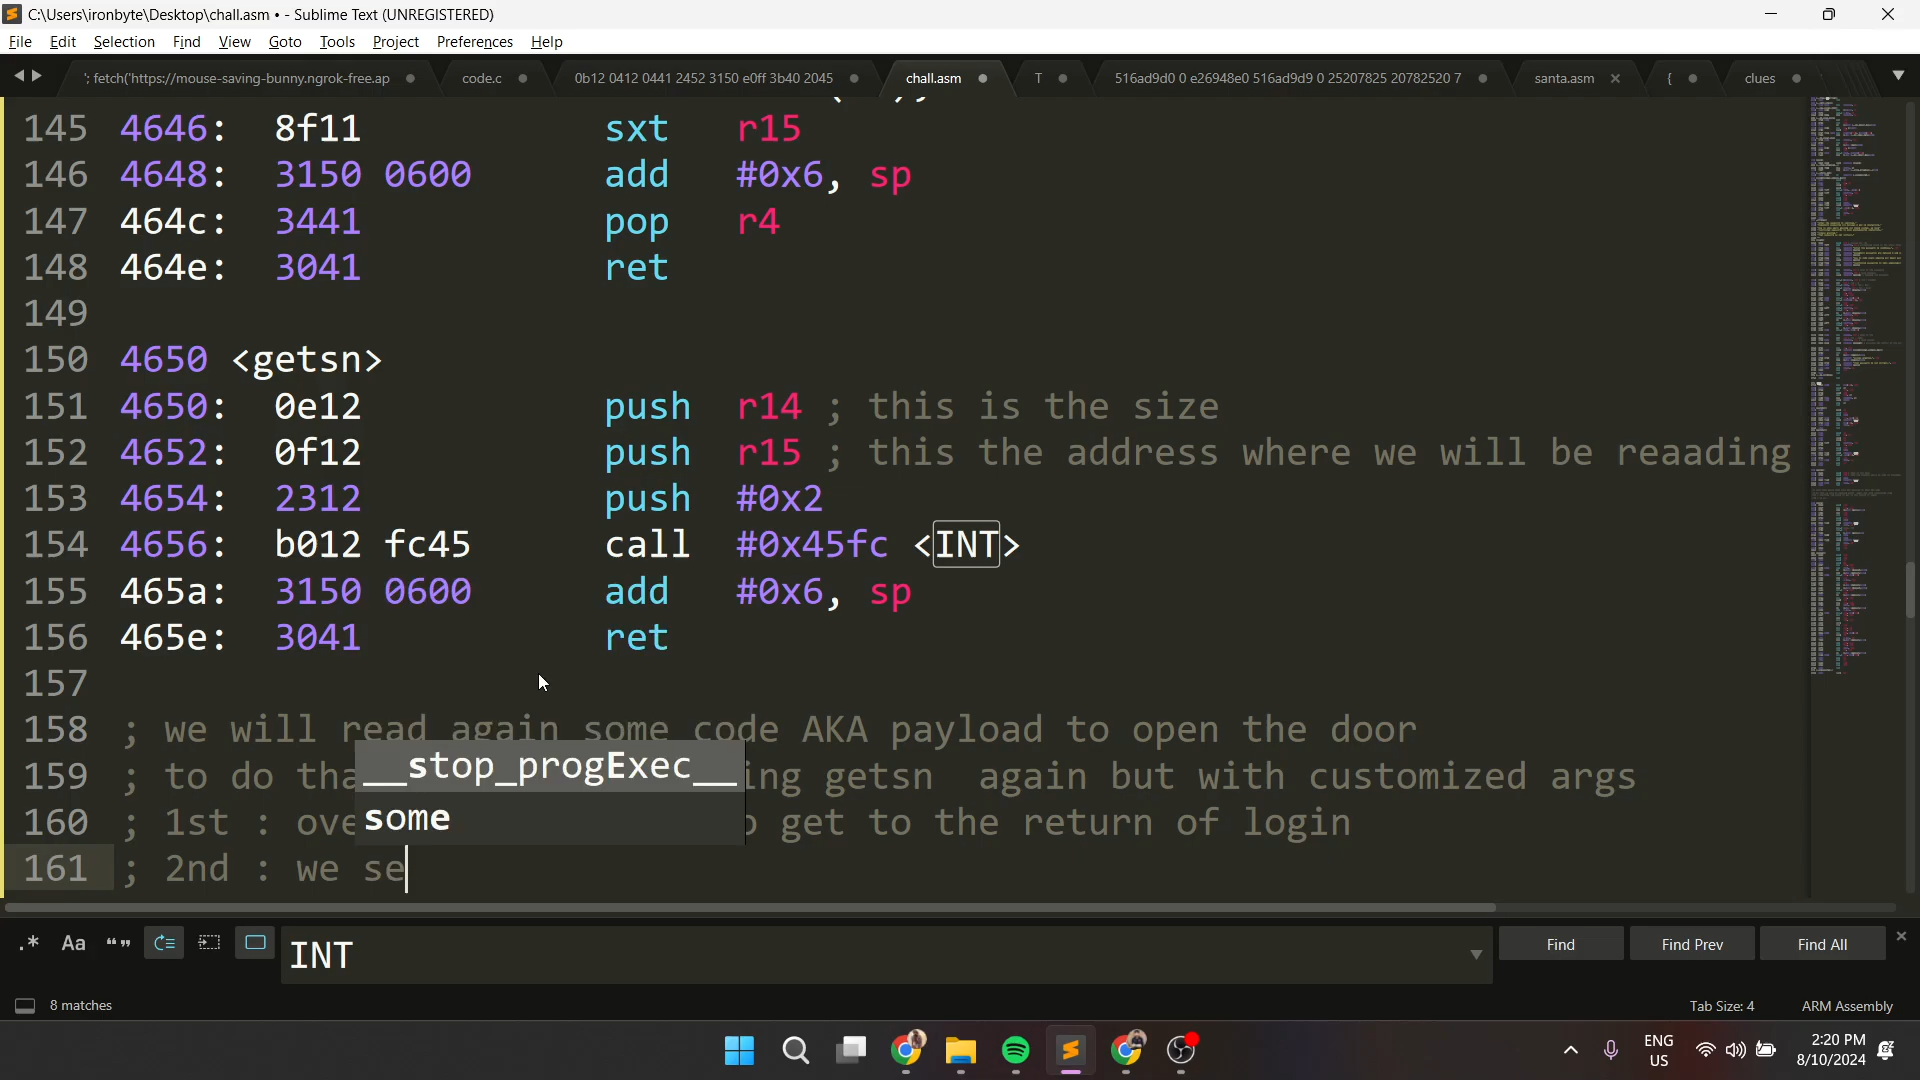 C:\Users\ironbyte\Desktop\chall.asm • - Sublime Text (UNREGISTERED)
File Edit Selection Find View Goto Tools Project Preferences Help
'; fetch('https://mouse-saving-bunny.ngrok-free.ap code.c 0b12 0412 0441 2452 3150 e0ff 3b40 2045 chall.asm T 516ad9d0 0 e26948e0 516ad9d9 0 25207825 20782520 7 santa.asm { clues
145 4646: 8f11 sxt r15
146 4648: 3150 0600 add #0x6, sp
147 464c: 3441 pop r4
148 464e: 3041 ret
149
150 4650 <getsn>
151 4650: 0e12 push r14 ; this is the size
152 4652: 0f12 push r15 ; this the address where we will be reaading
153 4654: 2312 push #0x2
154 4656: b012 fc45 call #0x45fc <INT>
155 465a: 3150 0600 add #0x6, sp
156 465e: 3041 ret
157
158 ; we will read again some code AKA payload to open the door
159 ; to do tha ing getsn again but with customized args
160 ; 1st : ove get to the return of login
161 ; 2nd : we se
__stop_progExec__
some
.* Aa INT Find Find Prev Find All
8 matches Tab Size: 4 ARM Assembly
ENG US 2:20 PM 8/10/2024